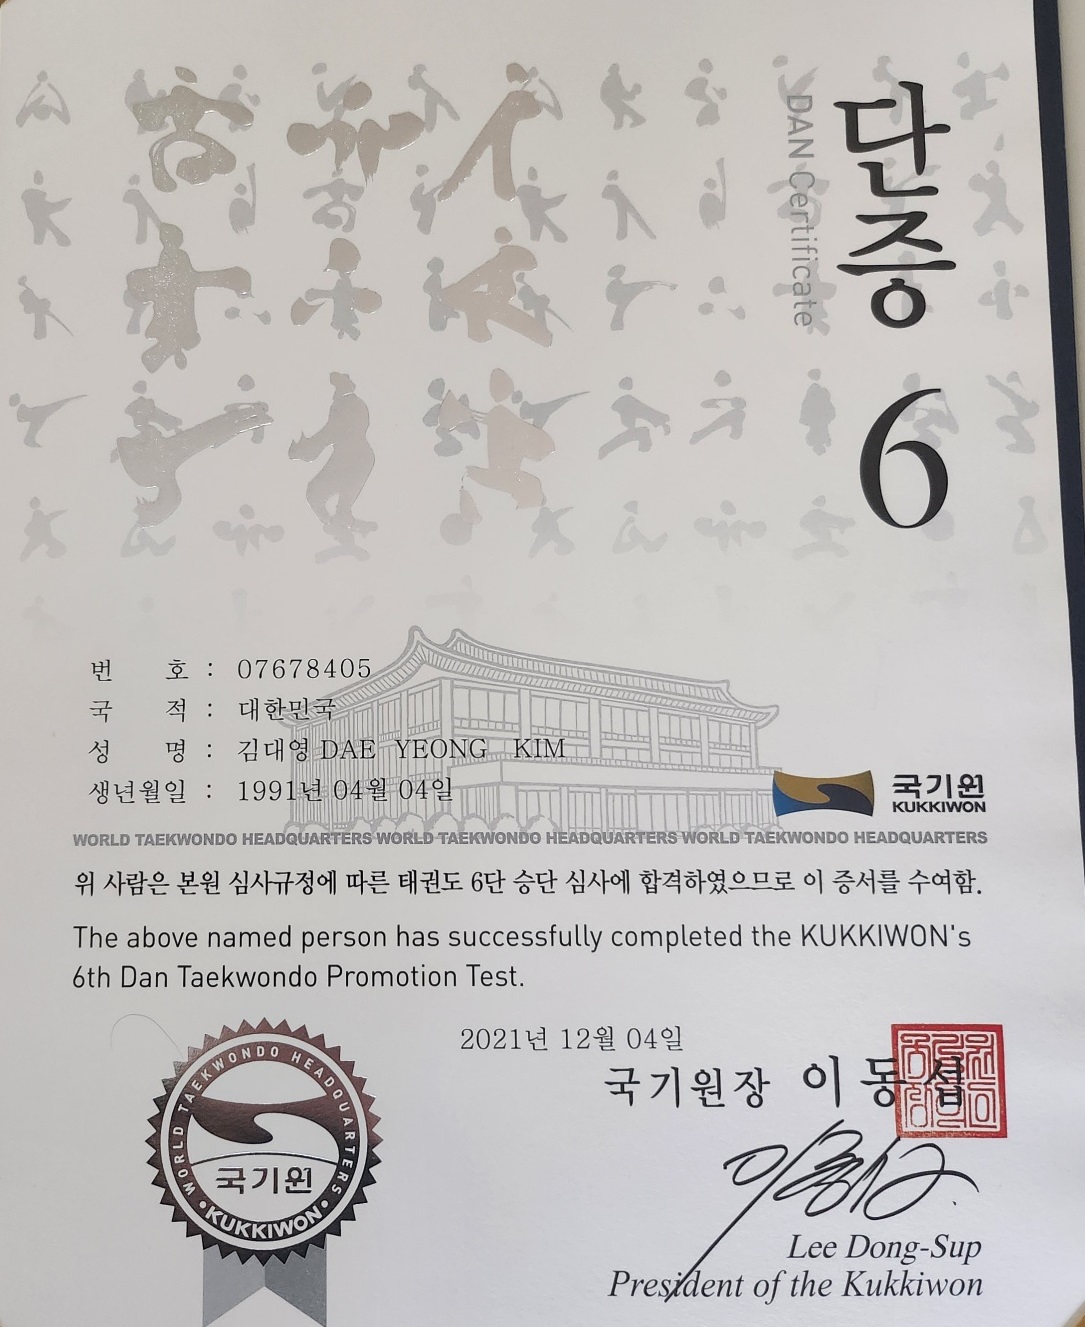 단증
DAN Certificate
6
번 호 : 07678405
국 적 : 대한민국
성 명 : 김대영 DAE YEONG KIM
생년월일 : 1991년 04월 04일
국기원
KUKKIWON
WORLD TAEKWONDO HEADQUARTERS WORLD TAEKWONDO HEADQUARTERS WORLD TAEKWONDO HEADQUARTERS
위 사람은 본원 심사규정에 따른 태권도 6단 승단 심사에 합격하였으므로 이 증서를 수여함.
The above named person has successfully completed the KUKKIWON's
6th Dan Taekwondo Promotion Test.
2021년 12월 04일
국기원장 이동섭
Lee Dong-Sup
President of the Kukkiwon
WORLD TAEKWONDO HEADQUARTERS
국기원
KUKKIWON